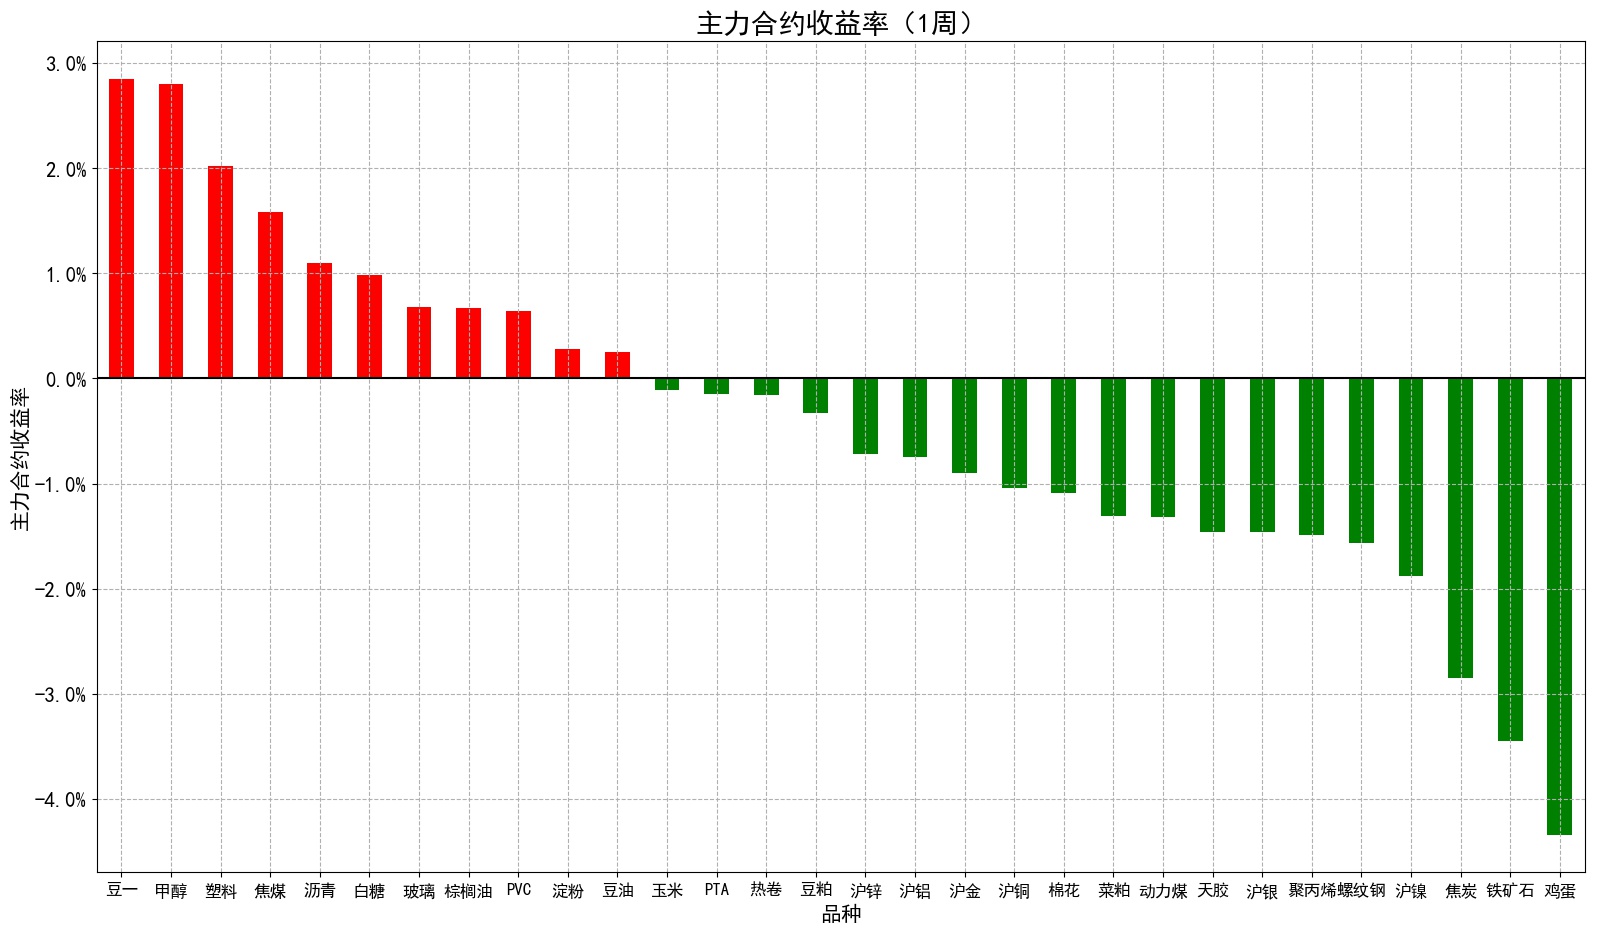 主力合约收益率（1周）
主力合约收益率
3.0%
2.0%
1.0%
0.0%
−1.0%
−2.0%
−3.0%
−4.0%
豆一 甲醇 塑料 焦煤 沥青 白糖 玻璃 棕榈油 PVC 淀粉 豆油 玉米 PTA 热卷 豆粕 沪锌 沪铝 沪金 沪铜 棉花 菜粕 动力煤 天胶 沪银 聚丙烯 螺纹钢 沪镍 焦炭 铁矿石 鸡蛋
品种